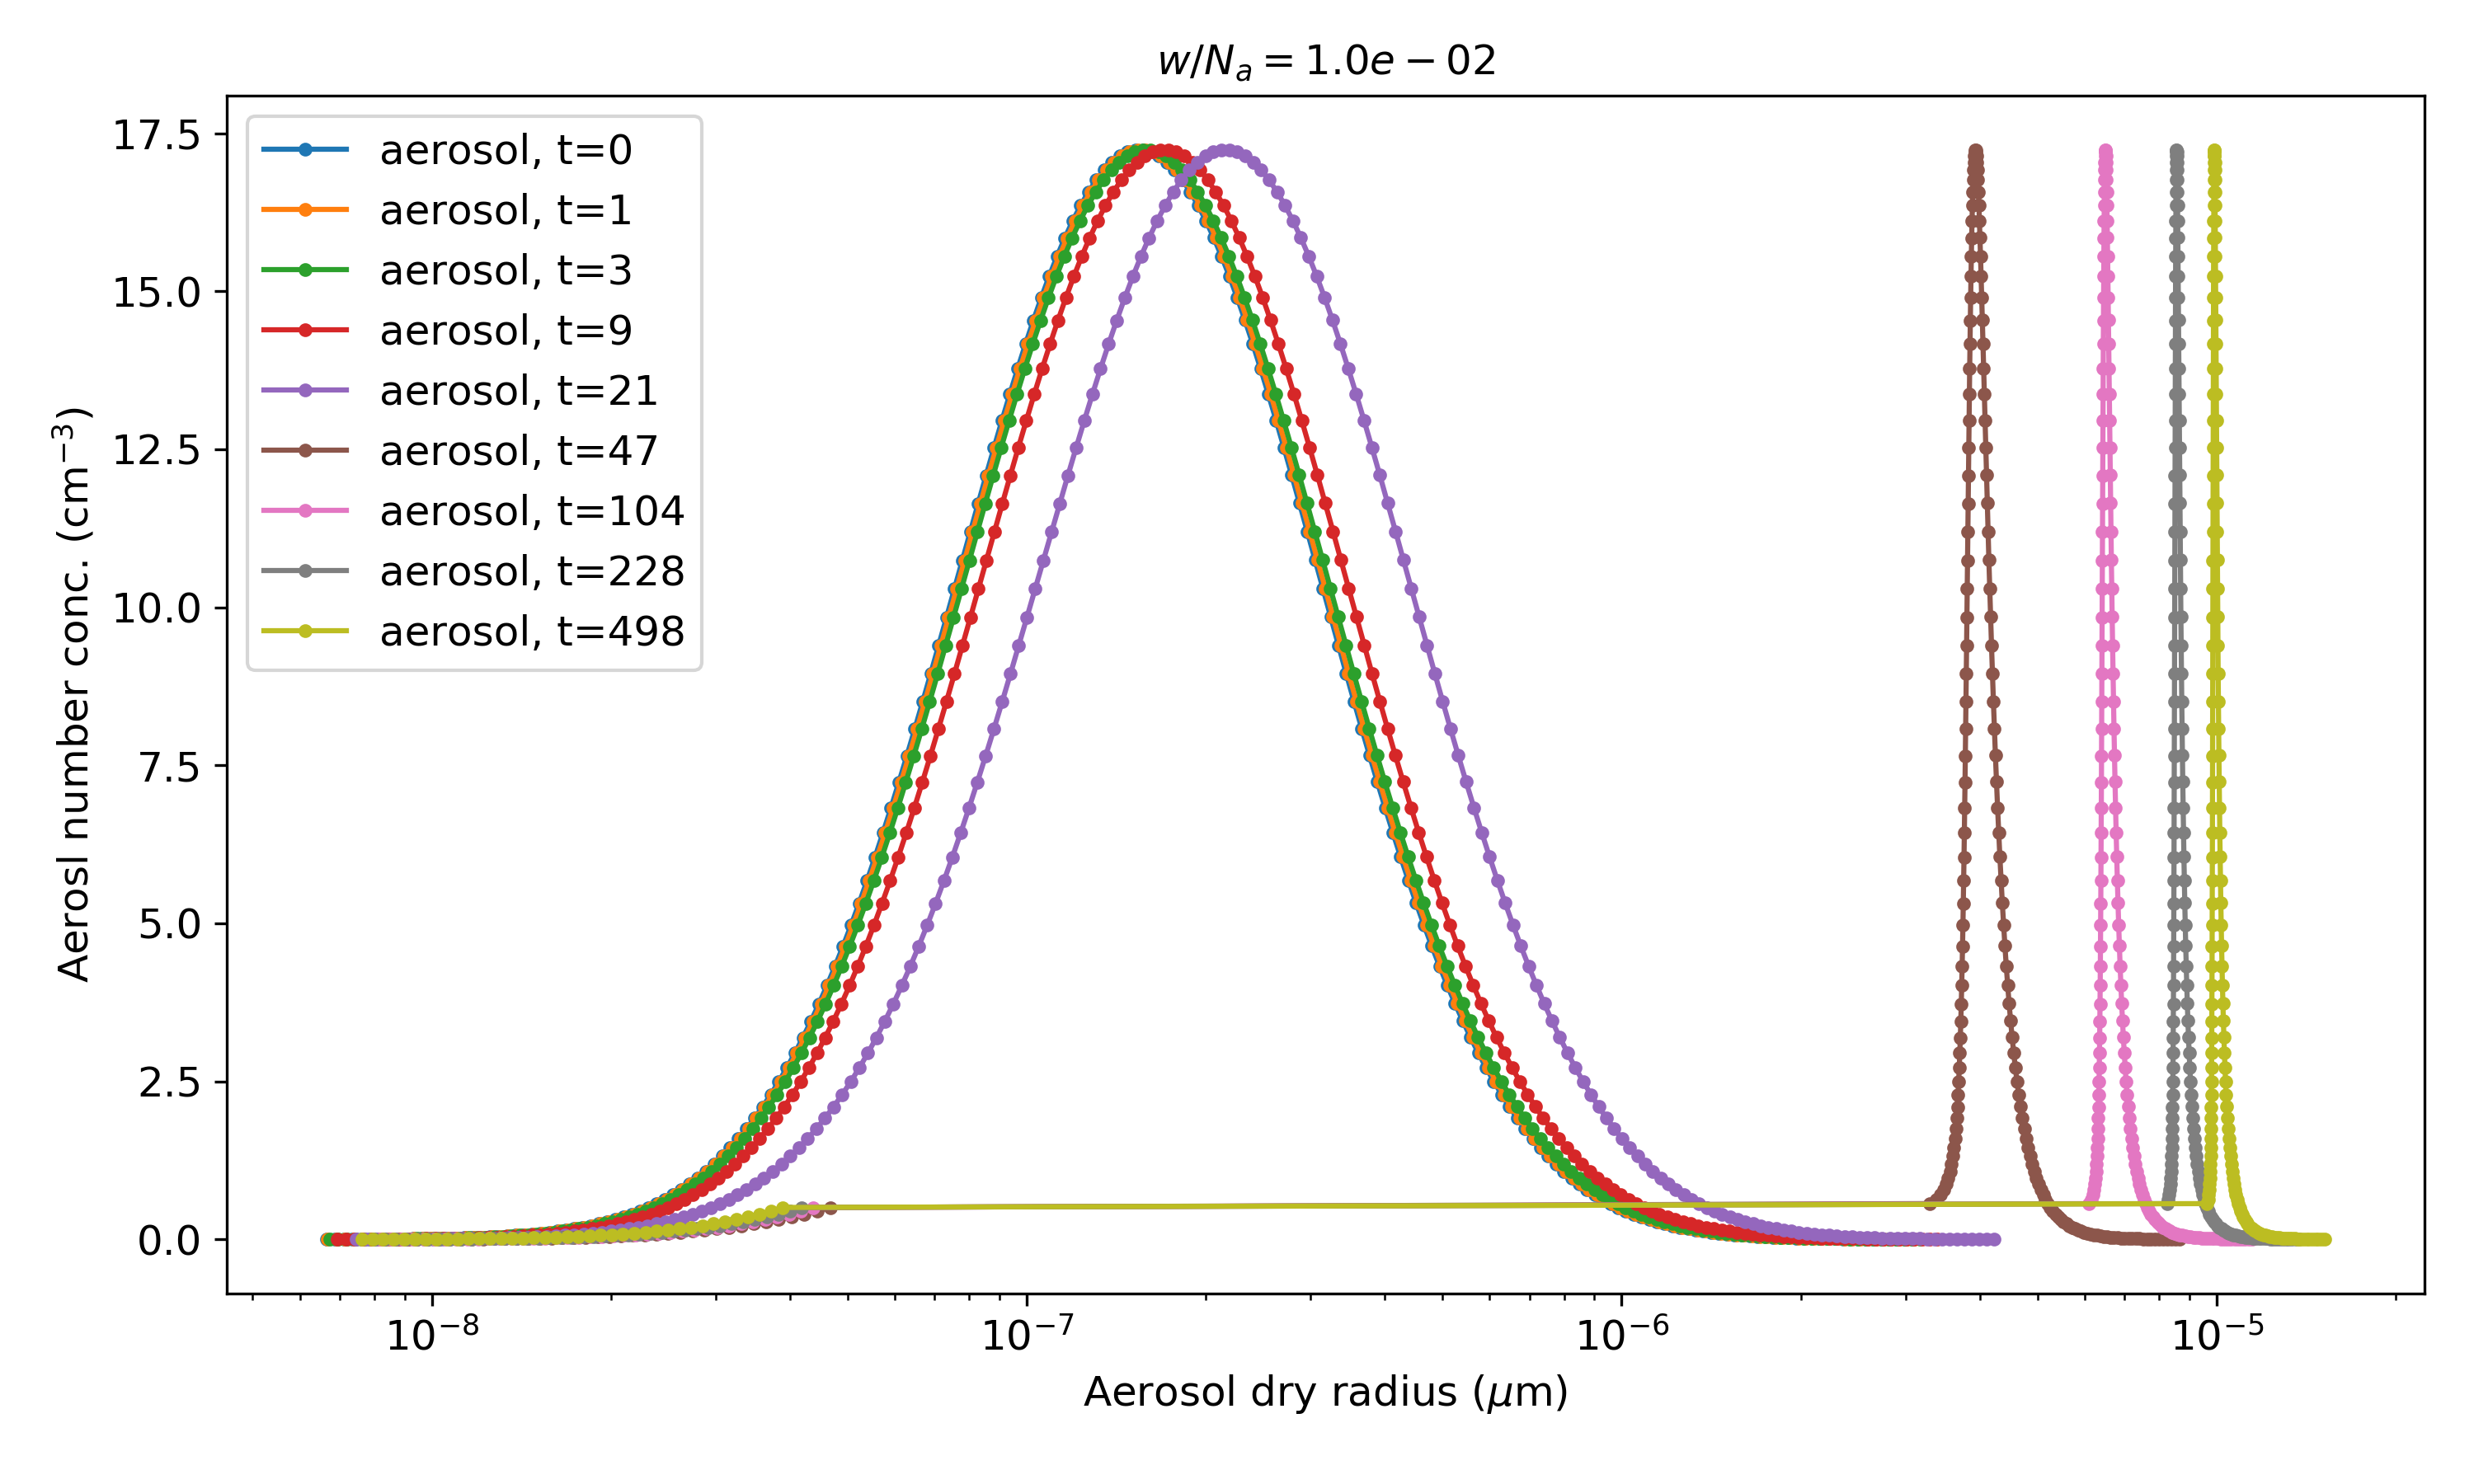 w/Nₐ = 1.0e − 02
Aerosl number conc. (cm⁻³)
17.5
15.0
12.5
10.0
7.5
5.0
2.5
0.0
aerosol, t=0
aerosol, t=1
aerosol, t=3
aerosol, t=9
aerosol, t=21
aerosol, t=47
aerosol, t=104
aerosol, t=228
aerosol, t=498
10⁻⁸
10⁻⁷
10⁻⁶
10⁻⁵
Aerosol dry radius (μm)